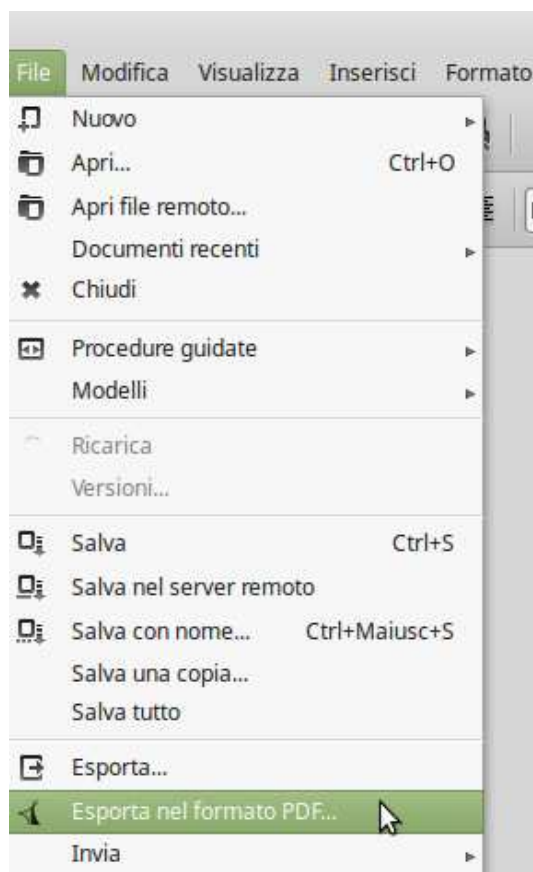 File Modifica Visualizza Inserisci Formato
Nuovo
Apri... Ctrl+O
Apri file remoto...
Documenti recenti
Chiudi
Procedure guidate
Modelli
Ricarica
Versioni...
Salva Ctrl+S
Salva nel server remoto
Salva con nome... Ctrl+Maiusc+S
Salva una copia...
Salva tutto
Esporta...
Esporta nel formato PDF...
Invia